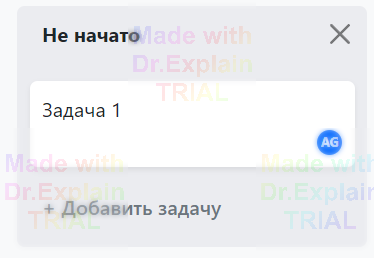 Не начато
Made with
Dr.Explain
TRIAL
Задача 1
AG
Made with
Dr.Explain
TRIAL
Made with
Dr.Explain
TRIAL
+ Добавить задачу